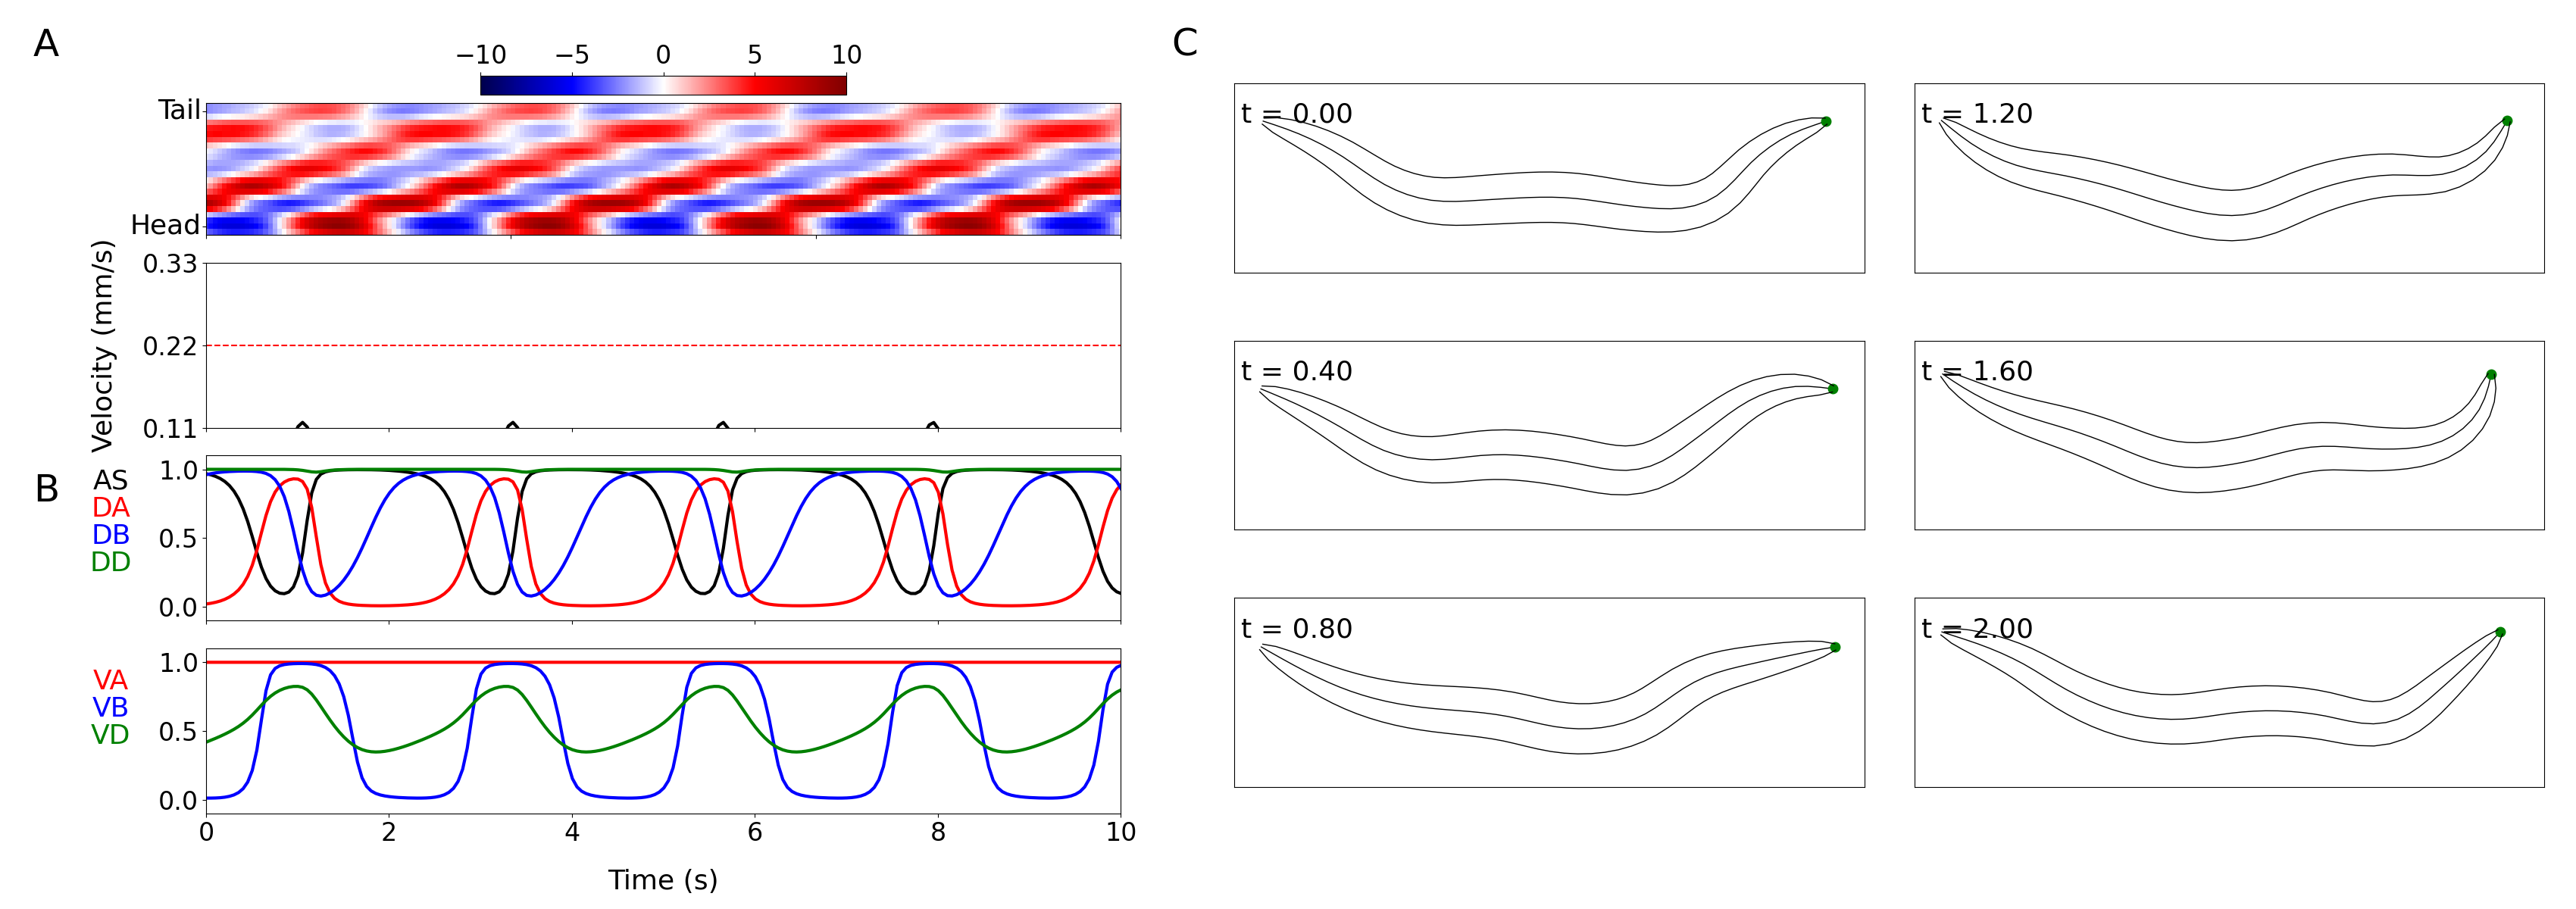 A
−10 −5 0 5 10
Tail
Head
Velocity (mm/s)
0.33
0.22
0.11
B
AS
DA
DB
DD
1.0
0.5
0.0
VA
VB
VD
1.0
0.5
0.0
0 2 4 6 8 10
Time (s)
C
t = 0.00
t = 1.20
t = 0.40
t = 1.60
t = 0.80
t = 2.00